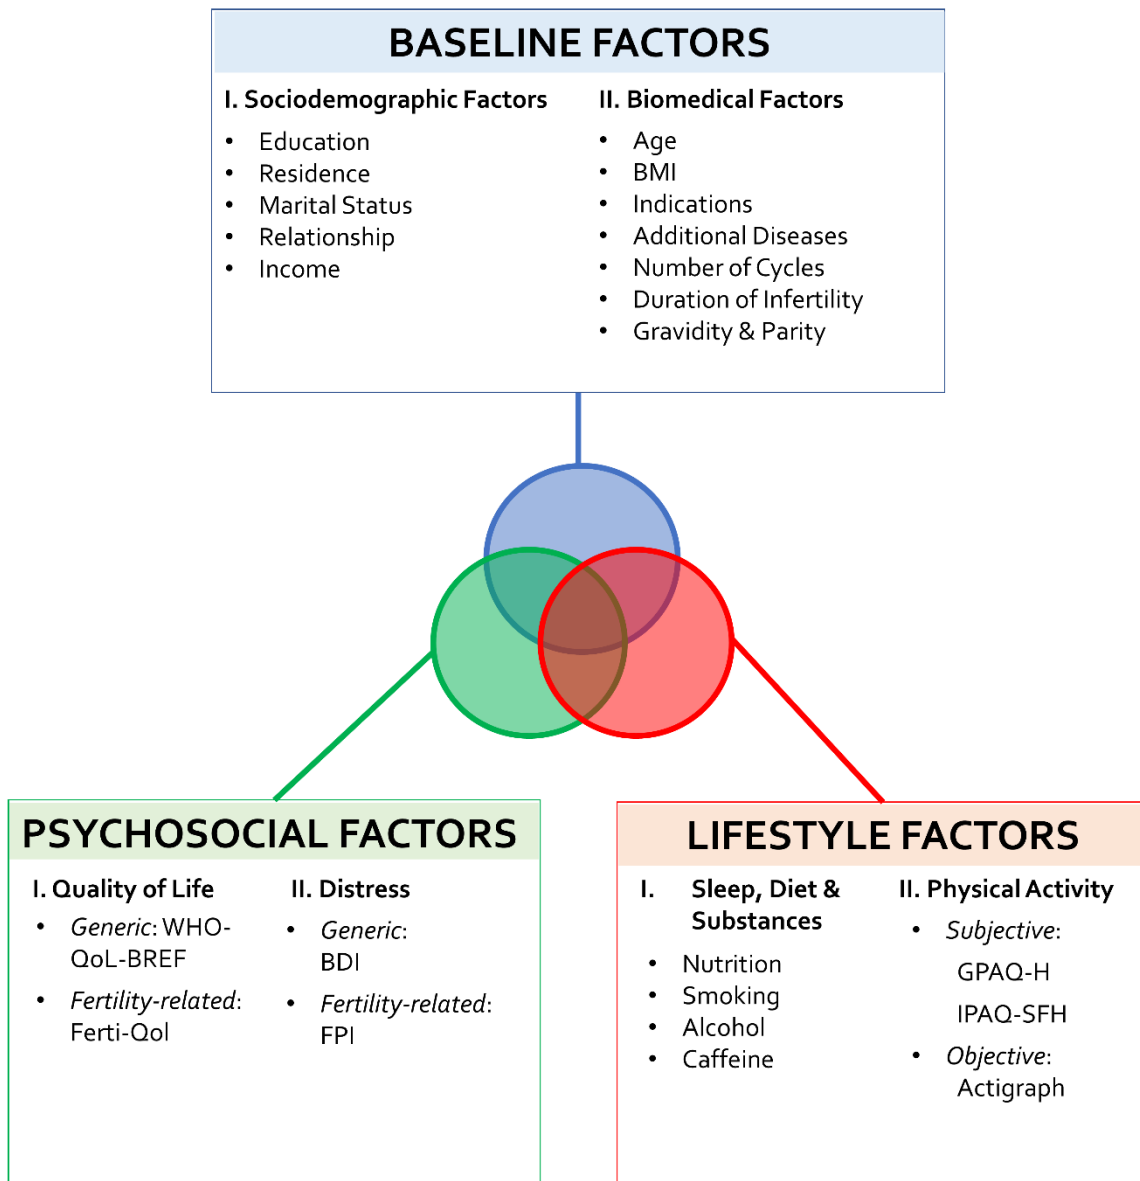 BASELINE FACTORS
I. Sociodemographic Factors
• Education
• Residence
• Marital Status
• Relationship
• Income
II. Biomedical Factors
• Age
• BMI
• Indications
• Additional Diseases
• Number of Cycles
• Duration of Infertility
• Gravidity & Parity
PSYCHOSOCIAL FACTORS
I. Quality of Life
• Generic: WHO-
QoL-BREF
• Fertility-related:
Ferti-Qol
II. Distress
• Generic:
BDI
• Fertility-related:
FPI
LIFESTYLE FACTORS
I. Sleep, Diet &
Substances
• Nutrition
• Smoking
• Alcohol
• Caffeine
II. Physical Activity
• Subjective:
GPAQ-H
IPAQ-SFH
• Objective:
Actigraph